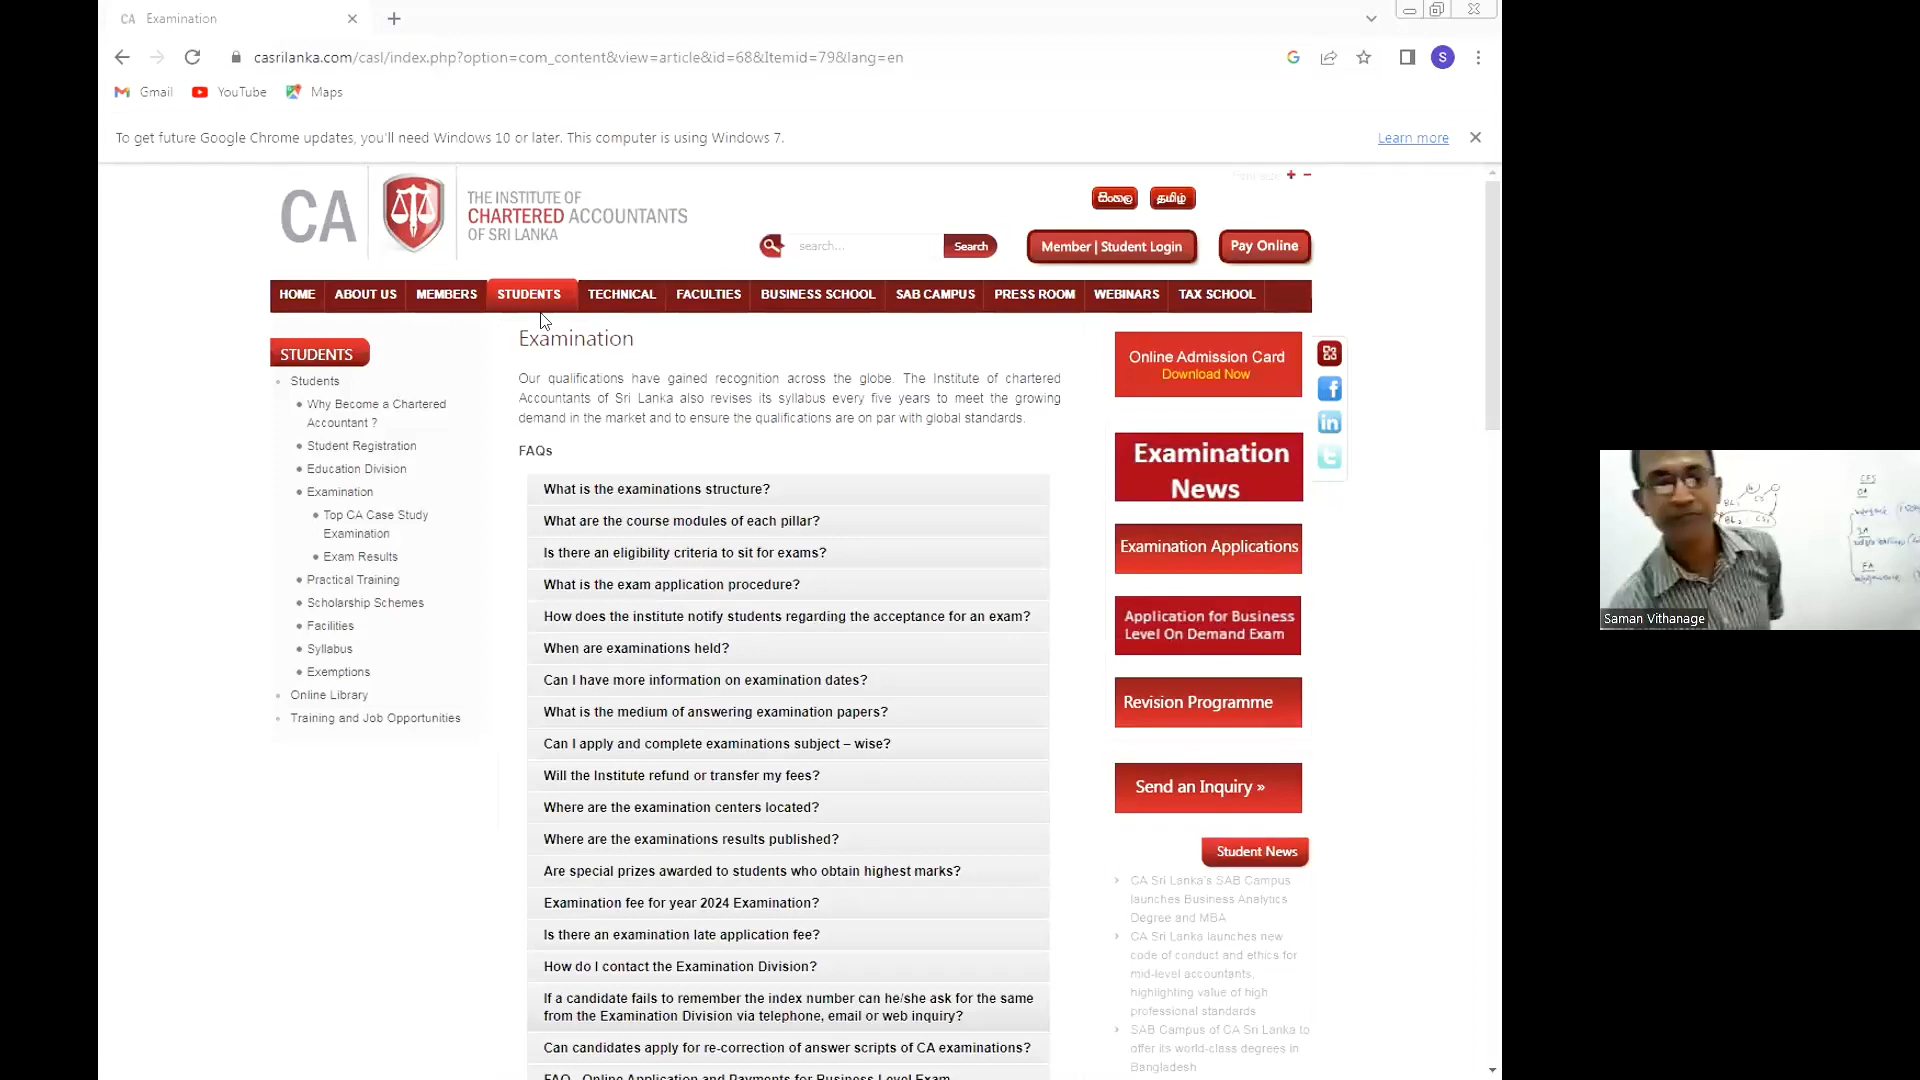 CA Examination
casrilanka.com/casl/index.php?option=com_content&view=article&id=68&Itemid=79&lang=en
S
Gmail YouTube Maps
To get future Google Chrome updates, you'll need Windows 10 or later. This computer is using Windows 7.
Learn more
CA
THE INSTITUTE OF
CHARTERED ACCOUNTANTS
OF SRI LANKA
සිංහල தமிழ்
search...
Search
Member | Student Login
Pay Online
HOME ABOUT US MEMBERS STUDENTS TECHNICAL FACULTIES BUSINESS SCHOOL SAB CAMPUS PRESS ROOM WEBINARS TAX SCHOOL
STUDENTS
Students
Why Become a Chartered
Accountant ?
Student Registration
Education Division
Examination
Top CA Case Study
Examination
Exam Results
Practical Training
Scholarship Schemes
Facilities
Syllabus
Exemptions
Online Library
Training and Job Opportunities
Examination
Our qualifications have gained recognition across the globe. The Institute of chartered
Accountants of Sri Lanka also revises its syllabus every five years to meet the growing
demand in the market and to ensure the qualifications are on par with global standards.
FAQs
What is the examinations structure?
What are the course modules of each pillar?
Is there an eligibility criteria to sit for exams?
What is the exam application procedure?
How does the institute notify students regarding the acceptance for an exam?
When are examinations held?
Can I have more information on examination dates?
What is the medium of answering examination papers?
Can I apply and complete examinations subject – wise?
Will the Institute refund or transfer my fees?
Where are the examination centers located?
Where are the examinations results published?
Are special prizes awarded to students who obtain highest marks?
Examination fee for year 2024 Examination?
Is there an examination late application fee?
How do I contact the Examination Division?
If a candidate fails to remember the index number can he/she ask for the same
from the Examination Division via telephone, email or web inquiry?
Can candidates apply for re-correction of answer scripts of CA examinations?
FAQ - Online Application and Payments for Business Level Exam
Online Admission Card
Download Now
Examination
News
Examination Applications
Application for Business
Level On Demand Exam
Revision Programme
Send an Inquiry »
Student News
CA Sri Lanka's SAB Campus
launches Business Analytics
Degree and MBA
CA Sri Lanka launches new
code of conduct and ethics for
mid-level accountants,
highlighting value of high
professional standards
SAB Campus of CA Sri Lanka to
offer its world-class degrees in
Bangladesh
Saman Vithanage